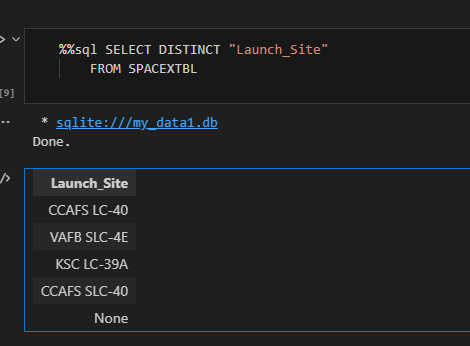 %%sql SELECT DISTINCT "Launch_Site"
FROM SPACEXTBL
[9]
* sqlite:///my_data1.db
Done.
Launch_Site
CCAFS LC-40
VAFB SLC-4E
KSC LC-39A
CCAFS SLC-40
None